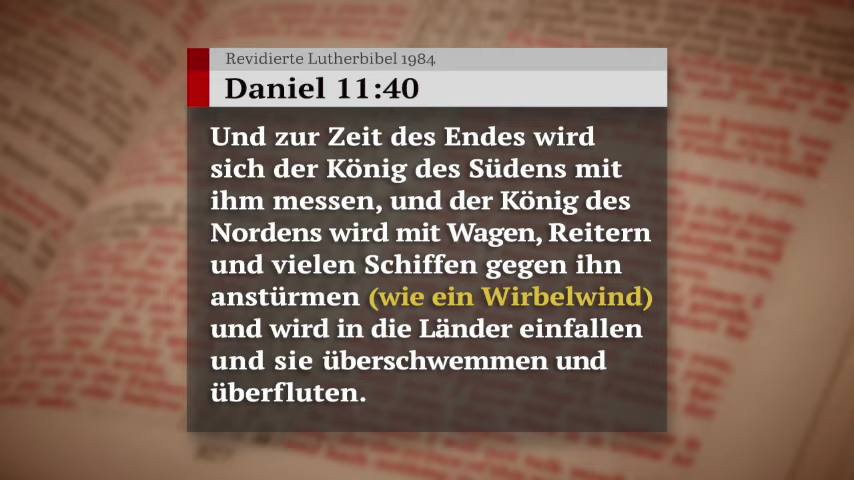 Revidierte Lutherbibel 1984
Daniel 11:40
Und zur Zeit des Endes wird
sich der König des Südens mit
ihm messen, und der König des
Nordens wird mit Wagen, Reitern
und vielen Schiffen gegen ihn
anstürmen (wie ein Wirbelwind)
und wird in die Länder einfallen
und sie überschwemmen und
überfluten.